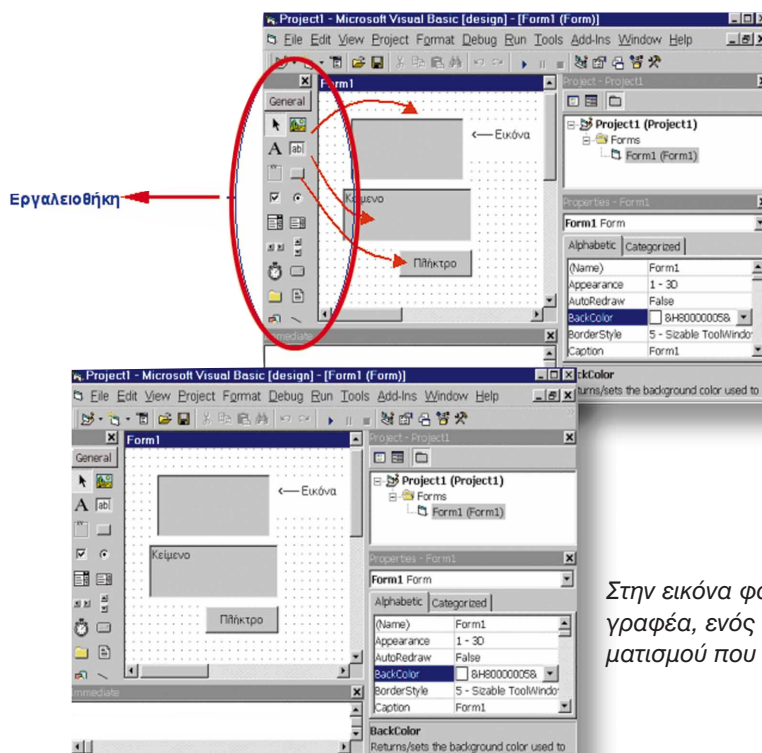 Project1 - Microsoft Visual Basic [design] - [Form1 (Form)]
File Edit View Project Format Debug Run Tools Add-Ins Window Help
Form1
General
Εικόνα
Κείμενο
Πλήκτρο
Εργαλειοθήκη
Project - Project1
Project1 (Project1)
Forms
Form1 (Form1)
Properties - Form1
Form1 Form
Alphabetic Categorized
(Name) Form1
Appearance 1 - 3D
AutoRedraw False
BackColor &H80000005&
BorderStyle 5 - Sizable ToolWindo
Caption Form1
Immediate
ckColor
turns/sets the background color used to
Project1 - Microsoft Visual Basic [design] - [Form1 (Form)]
File Edit View Project Format Debug Run Tools Add-Ins Window Help
Form1
General
Εικόνα
Κείμενο
Πλήκτρο
Project - Project1
Project1 (Project1)
Forms
Form1 (Form1)
Properties - Form1
Form1 Form
Alphabetic Categorized
(Name) Form1
Appearance 1 - 3D
AutoRedraw False
BackColor &H80000005&
BorderStyle 5 - Sizable ToolWindo
Caption Form1
Immediate
BackColor
Returns/sets the background color used to
Στην εικόνα φα
γραφέα, ενός
ματισμού που